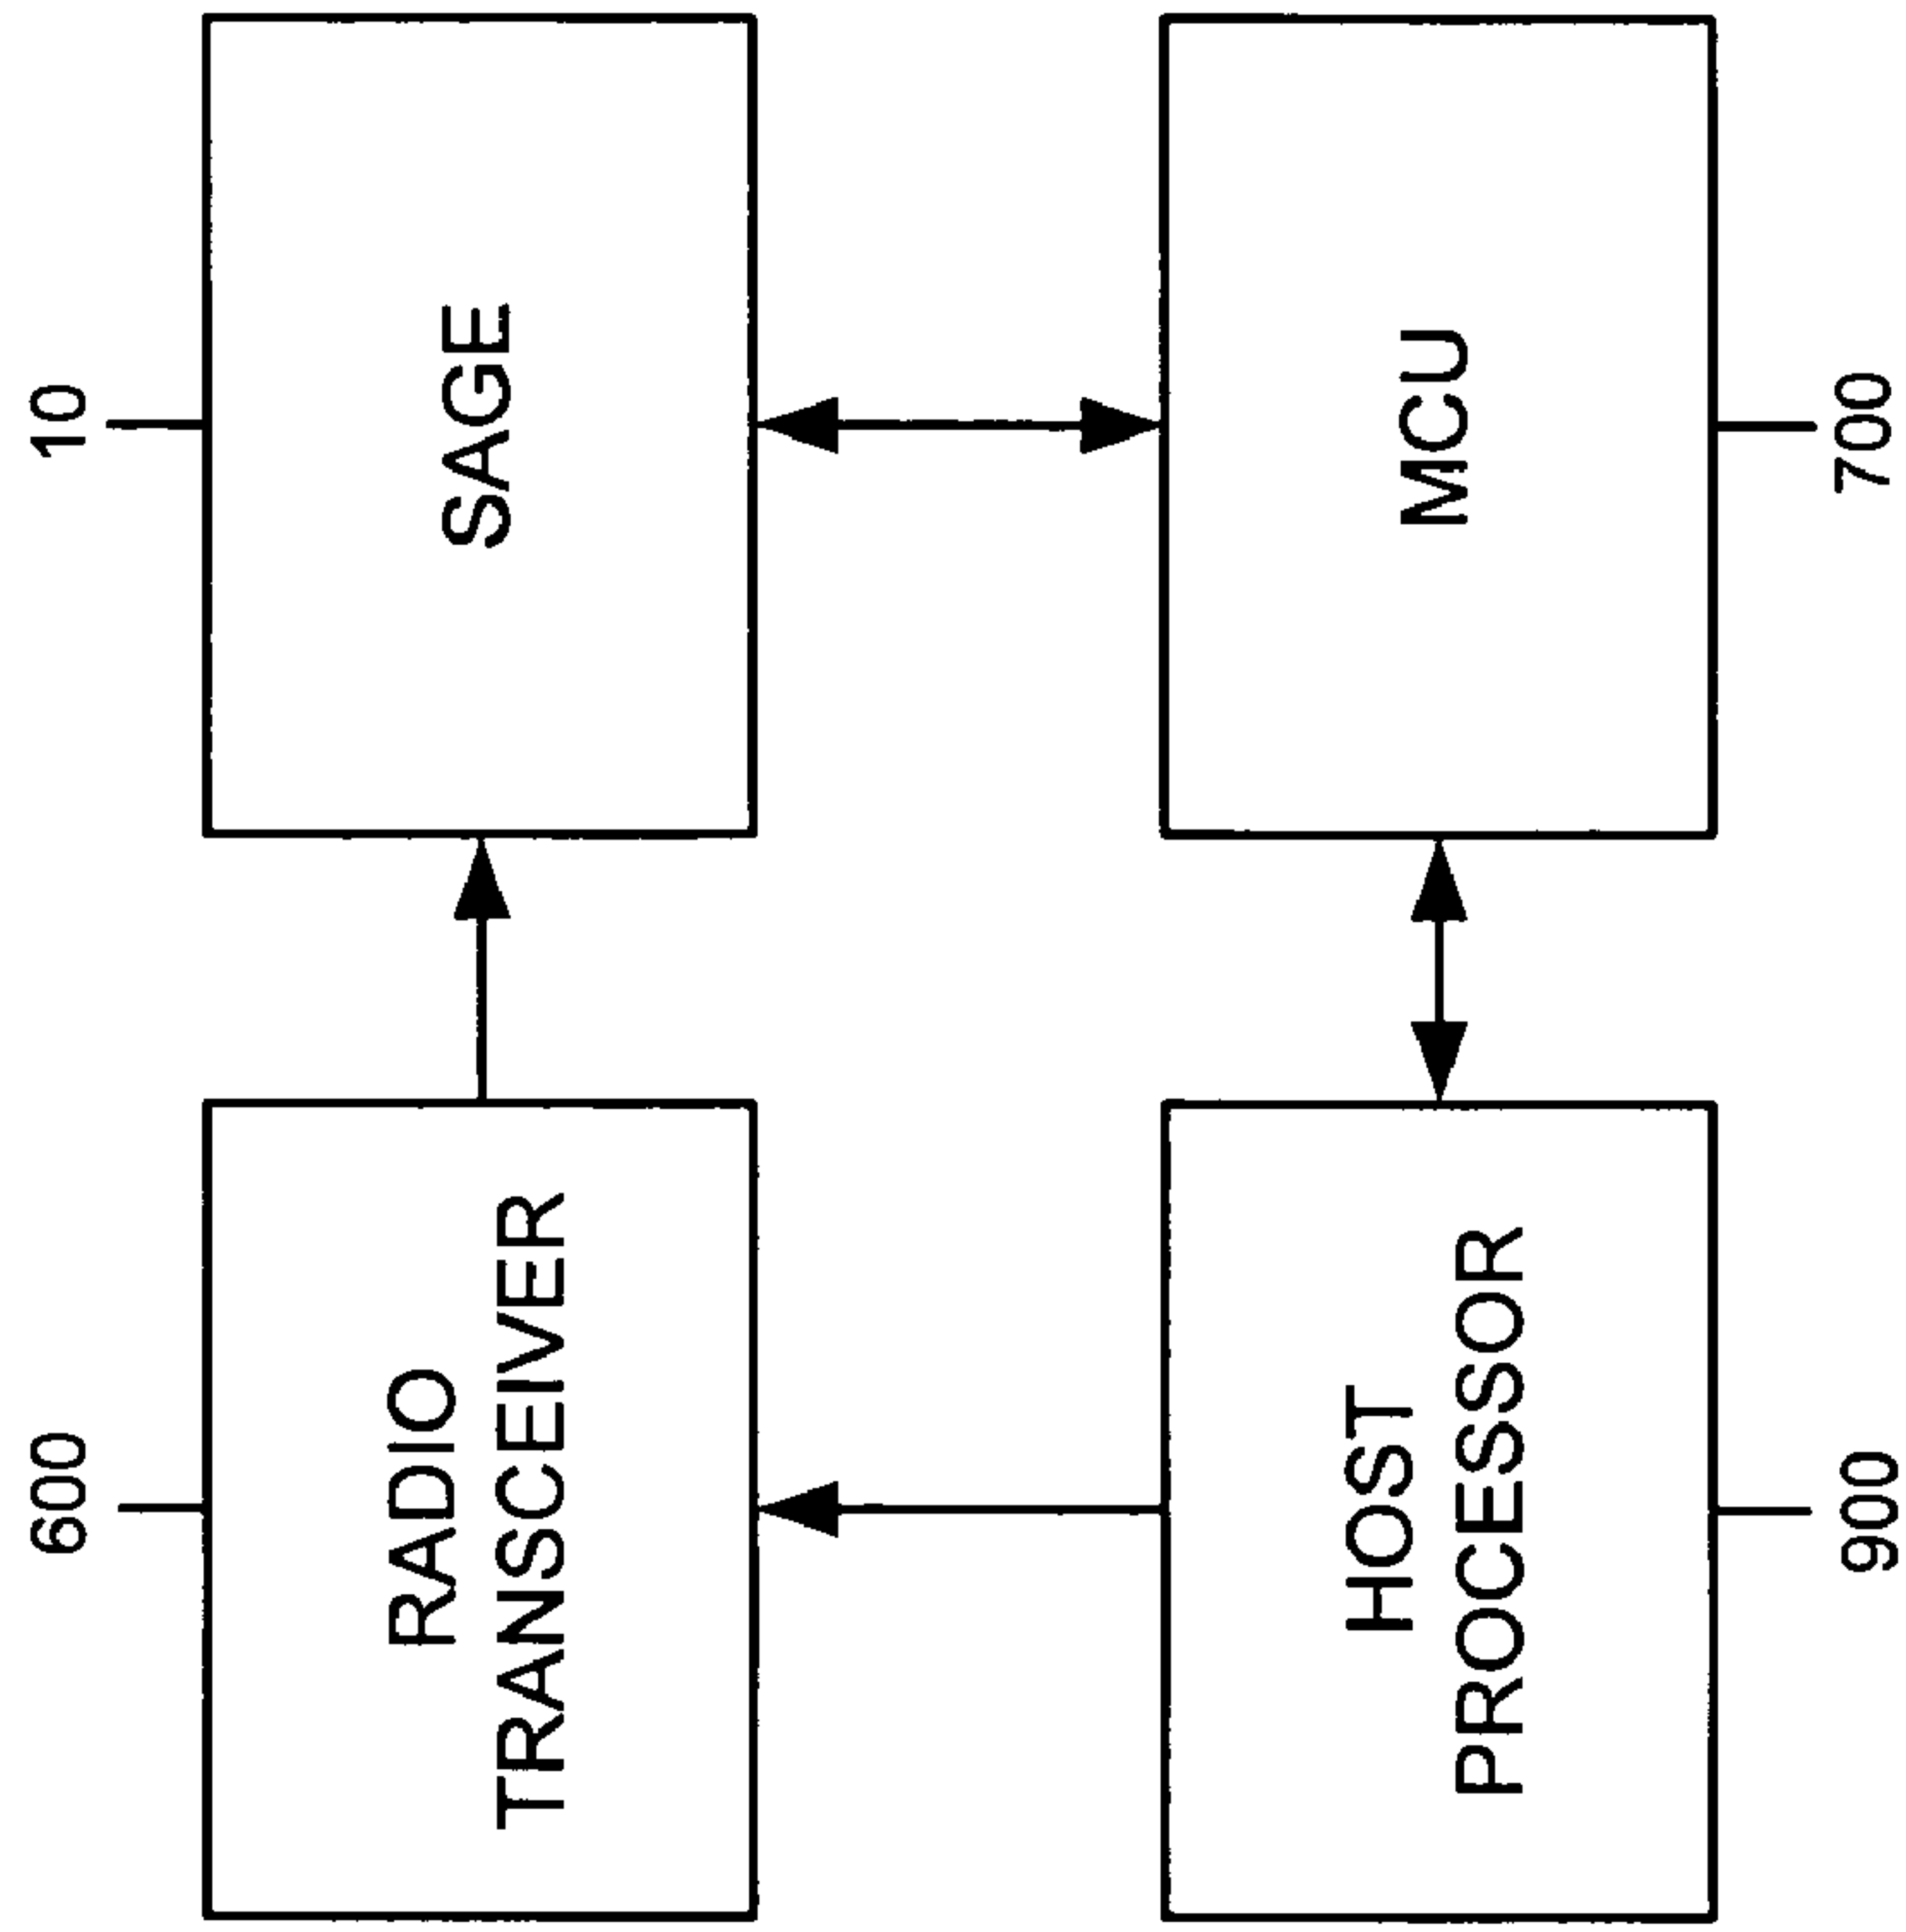 600
10
RADIO
TRANSCEIVER
SAGE
HOST
PROCESSOR
MCU
900
700